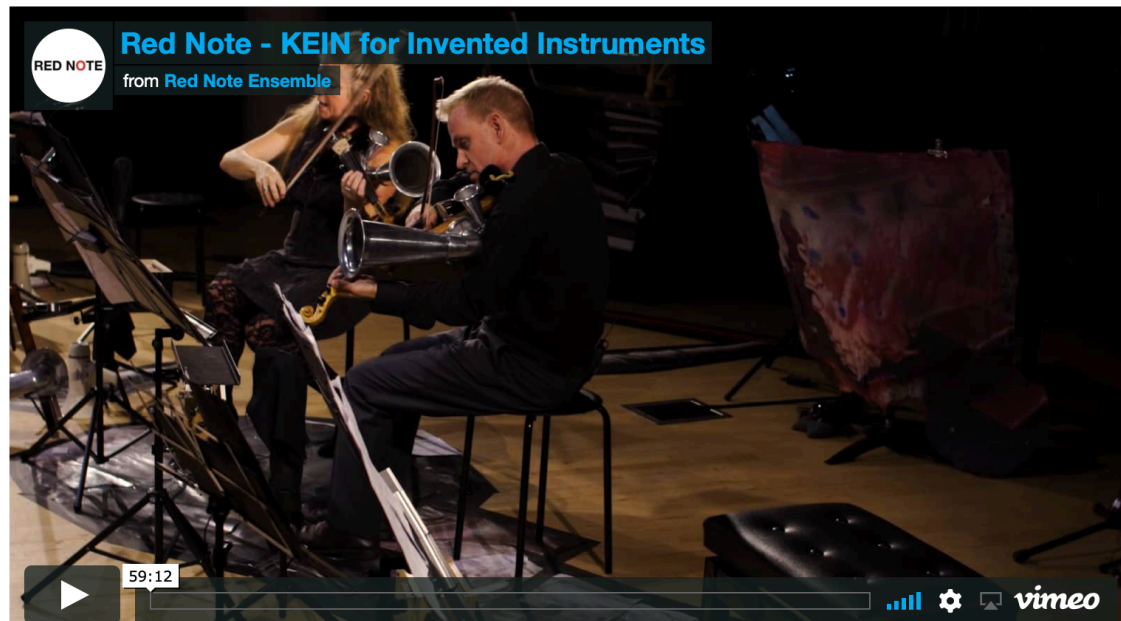 RED NOTE
Red Note - KEIN for Invented Instruments
from Red Note Ensemble
59:12
vimeo